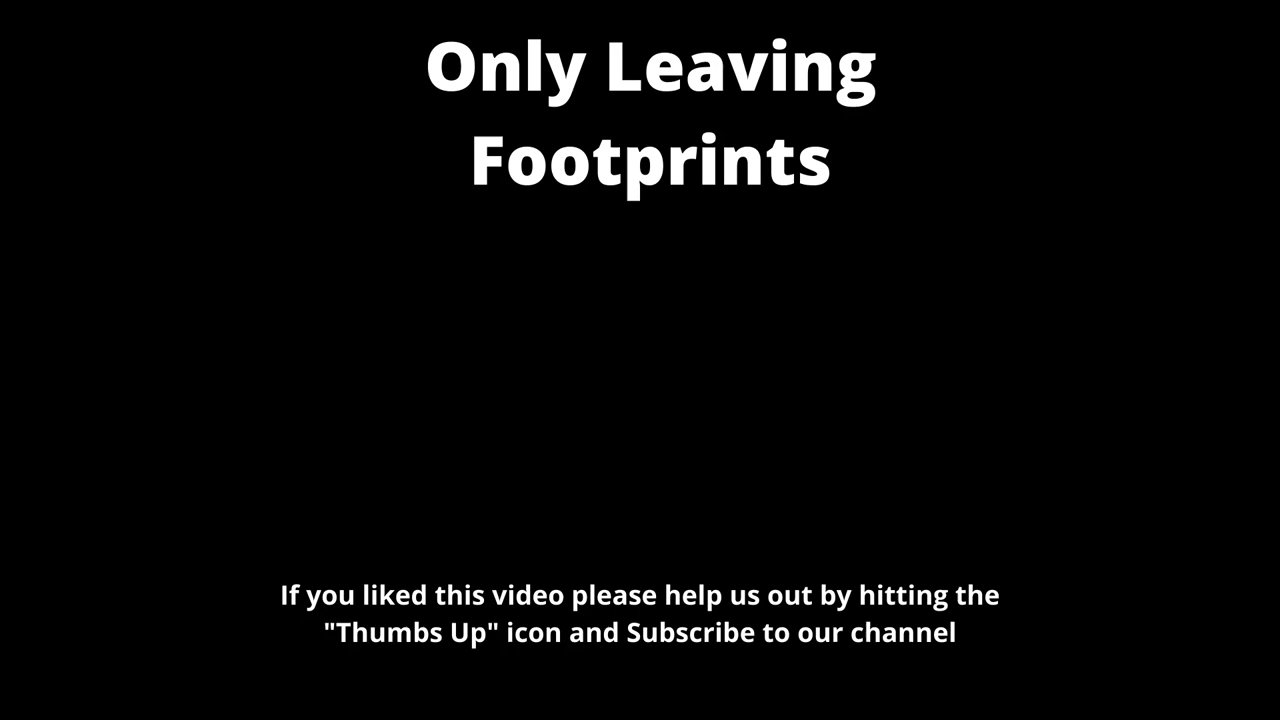 Only Leaving
Footprints
If you liked this video please help us out by hitting the
"Thumbs Up" icon and Subscribe to our channel